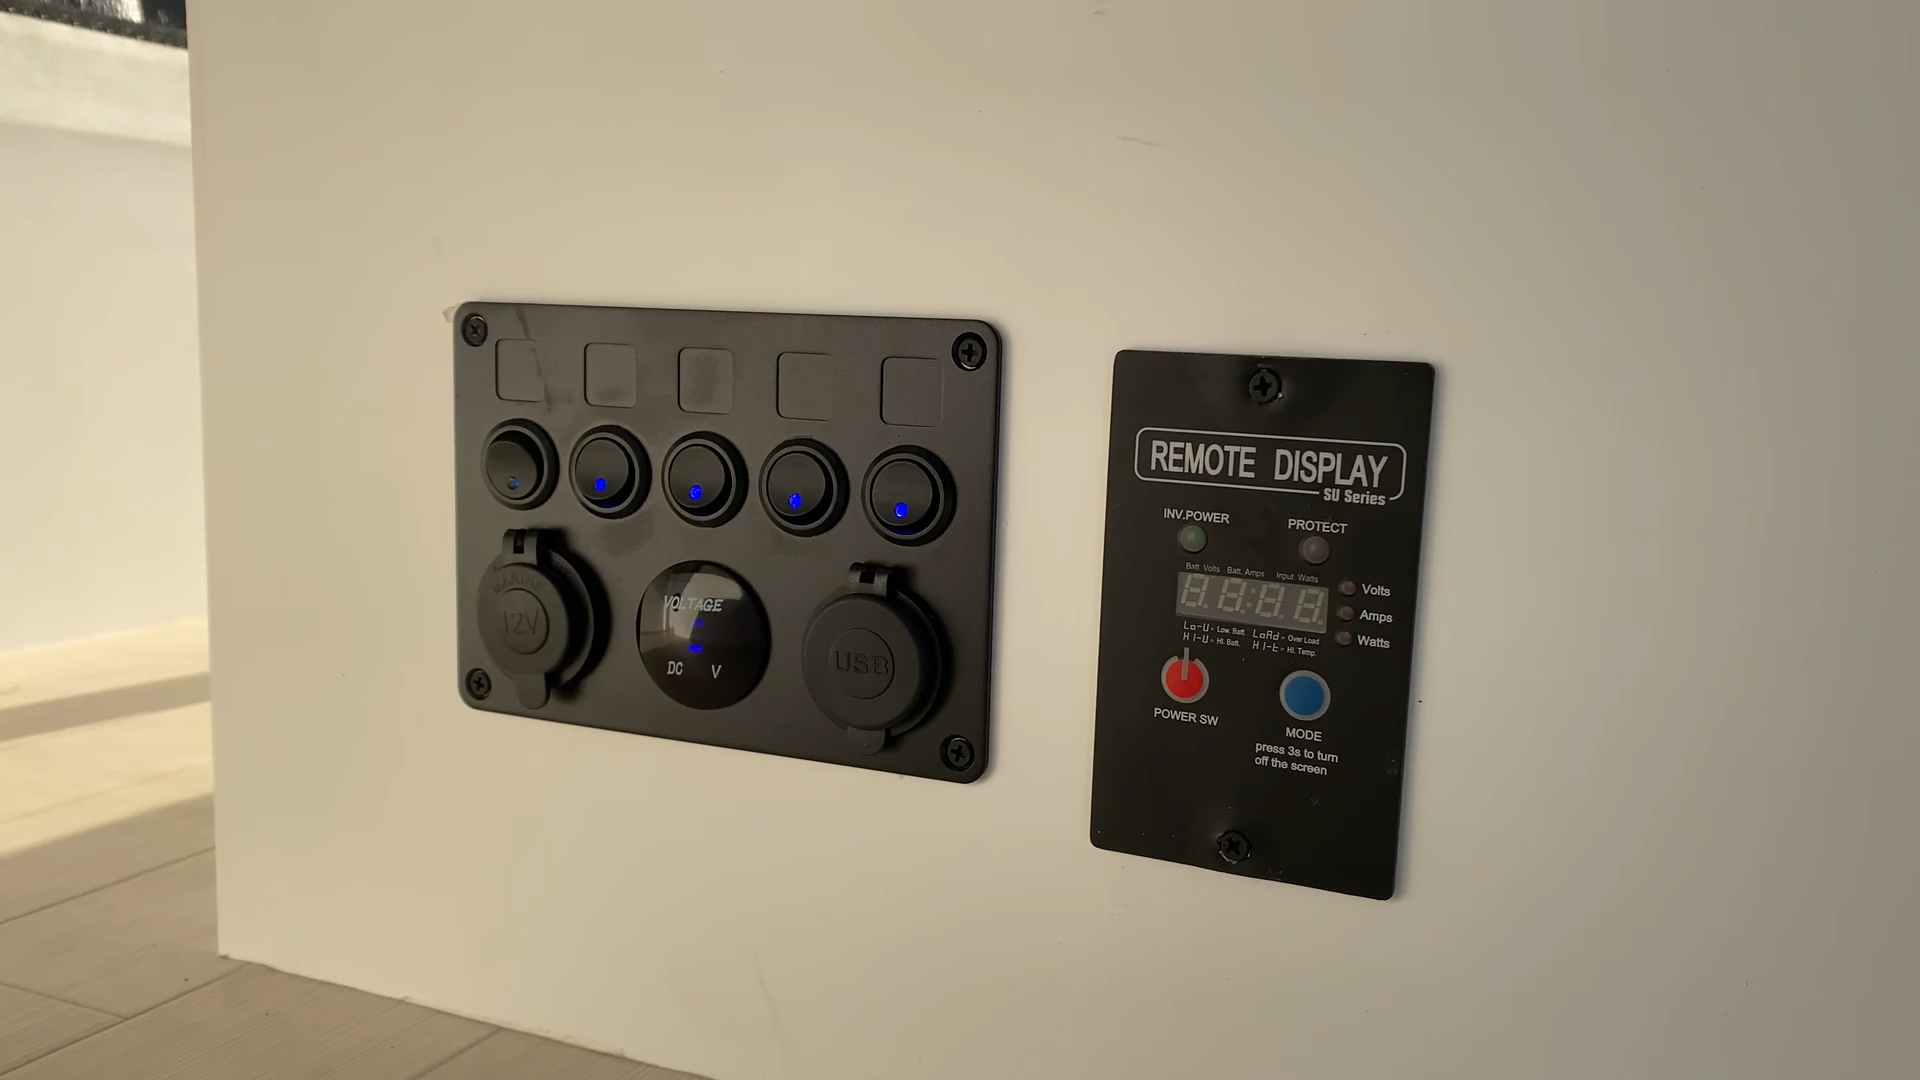 MARINE
12V
VOLTAGE
DC V
USB
REMOTE DISPLAY
SU Series
INV.POWER PROTECT
Batt. Volts Batt. Amps Input. Watts
Volts
Amps
Watts
Lo-U = Low. Batt. LoAd = Over Load
HI-U = HI. Batt. HI-t = HI. Temp.
POWER SW
MODE
press 3s to turn
off the screen